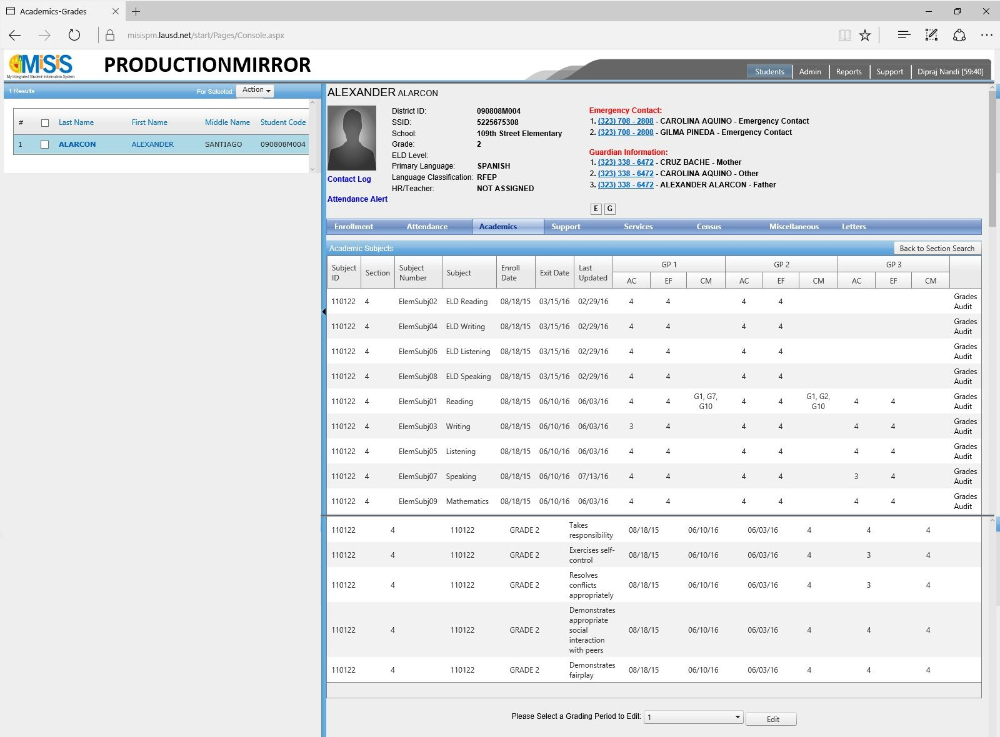 Academics-Grades
misispm.lausd.net/start/Pages/Console.aspx
MiSiS
My Integrated Student Information System
PRODUCTIONMIRROR
Students Admin Reports Support Dipraj Nandi [59:40]
1 Results For Selected: Action
# Last Name First Name Middle Name Student Code
1 ALARCON ALEXANDER SANTIAGO 090808M004
ALEXANDER ALARCON
Contact Log
Attendance Alert
District ID: 090808M004
SSID: 5225675308
School: 109th Street Elementary
Grade: 2
ELD Level:
Primary Language: SPANISH
Language Classification: RFEP
HR/Teacher: NOT ASSIGNED
Emergency Contact:
1. (323) 708 - 2808 - CAROLINA AQUINO - Emergency Contact
2. (323) 708 - 2808 - GILMA PINEDA - Emergency Contact
Guardian Information:
1. (323) 338 - 6472 - CRUZ BACHE - Mother
2. (323) 338 - 6472 - CAROLINA AQUINO - Other
3. (323) 338 - 6472 - ALEXANDER ALARCON - Father
E G
Enrollment Attendance Academics Support Services Census Miscellaneous Letters
Academic Subjects Back to Section Search
Subject ID Section Subject Number Subject Enroll Date Exit Date Last Updated GP 1 GP 2 GP 3
AC EF CM AC EF CM AC EF CM
110122 4 ElemSubj02 ELD Reading 08/18/15 03/15/16 02/29/16 4 4 4 4 Grades Audit
110122 4 ElemSubj04 ELD Writing 08/18/15 03/15/16 02/29/16 4 4 4 4 Grades Audit
110122 4 ElemSubj06 ELD Listening 08/18/15 03/15/16 02/29/16 4 4 4 4 Grades Audit
110122 4 ElemSubj08 ELD Speaking 08/18/15 03/15/16 02/29/16 4 4 4 4 Grades Audit
110122 4 ElemSubj01 Reading 08/18/15 06/10/16 06/03/16 4 4 G1, G7, G10 4 4 G1, G2, G10 4 4 Grades Audit
110122 4 ElemSubj03 Writing 08/18/15 06/10/16 06/03/16 3 4 4 4 4 4 Grades Audit
110122 4 ElemSubj05 Listening 08/18/15 06/10/16 06/03/16 4 4 4 4 4 4 Grades Audit
110122 4 ElemSubj07 Speaking 08/18/15 06/10/16 07/13/16 4 4 4 4 3 4 Grades Audit
110122 4 ElemSubj09 Mathematics 08/18/15 06/10/16 06/03/16 4 4 4 4 4 4 Grades Audit
110122 4 110122 GRADE 2 Takes responsibility 08/18/15 06/10/16 06/03/16 4 4 4
110122 4 110122 GRADE 2 Exercises self-control 08/18/15 06/10/16 06/03/16 4 3 4
110122 4 110122 GRADE 2 Resolves conflicts appropriately 08/18/15 06/10/16 06/03/16 4 3 4
110122 4 110122 GRADE 2 Demonstrates appropriate social interaction with peers 08/18/15 06/10/16 06/03/16 4 4 4
110122 4 110122 GRADE 2 Demonstrates fairplay 08/18/15 06/10/16 06/03/16 4 4 4
Please Select a Grading Period to Edit: 1 Edit